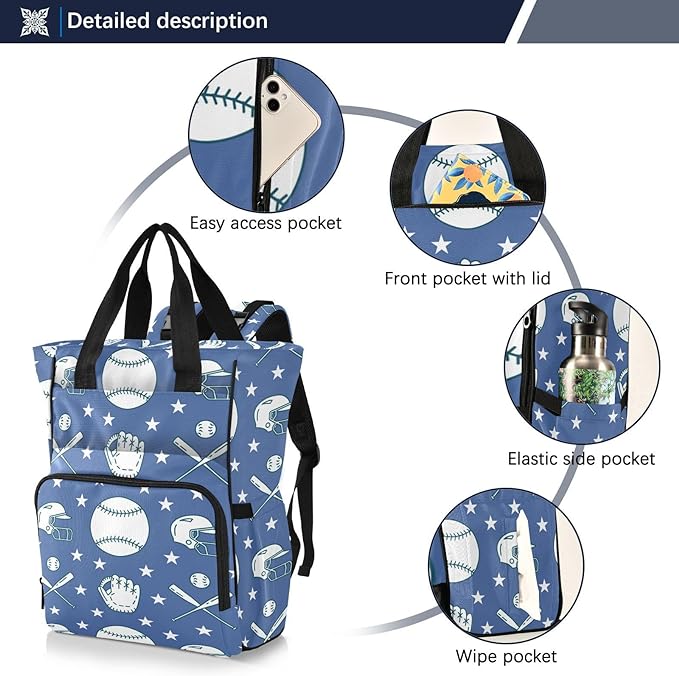 Detailed description
Easy access pocket
Front pocket with lid
Elastic side pocket
Wipe pocket